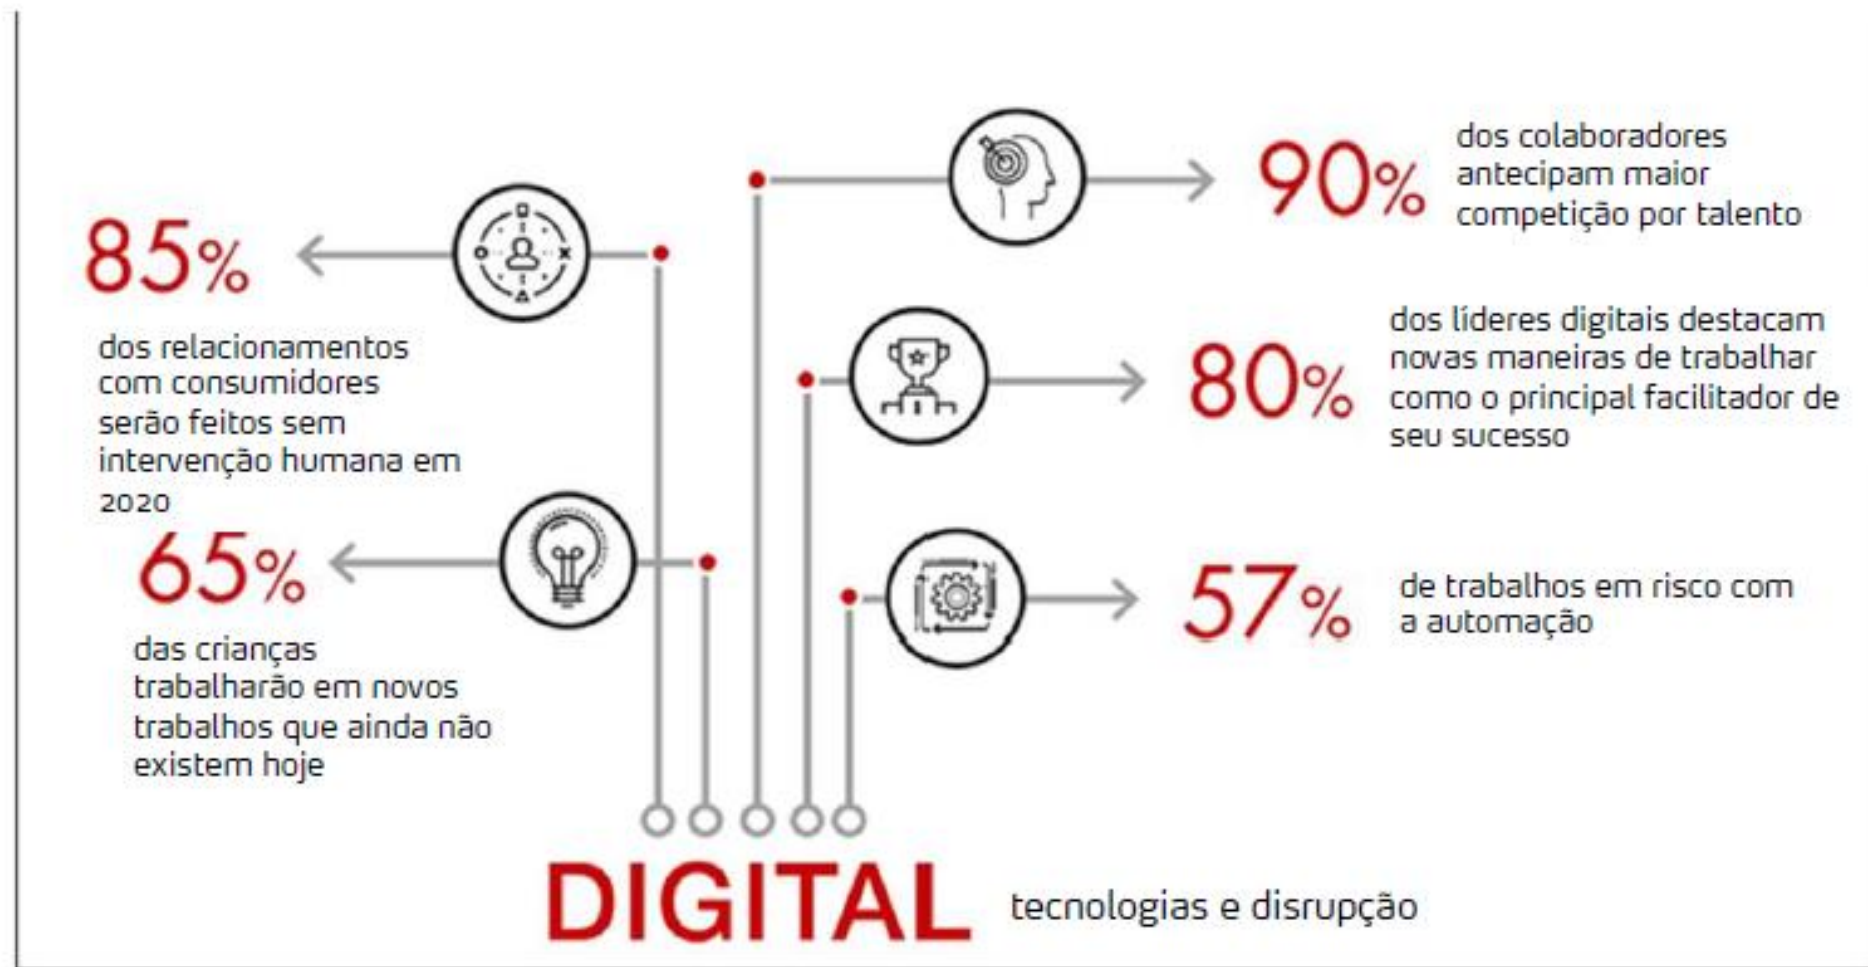 85%
dos relacionamentos
com consumidores
serão feitos sem
intervenção humana em
2020
65%
das crianças
trabalharão em novos
trabalhos que ainda não
existem hoje
90%
dos colaboradores
antecipam maior
competição por talento
80%
dos líderes digitais destacam
novas maneiras de trabalhar
como o principal facilitador de
seu sucesso
57%
de trabalhos em risco com
a automação
DIGITAL tecnologias e disrupção